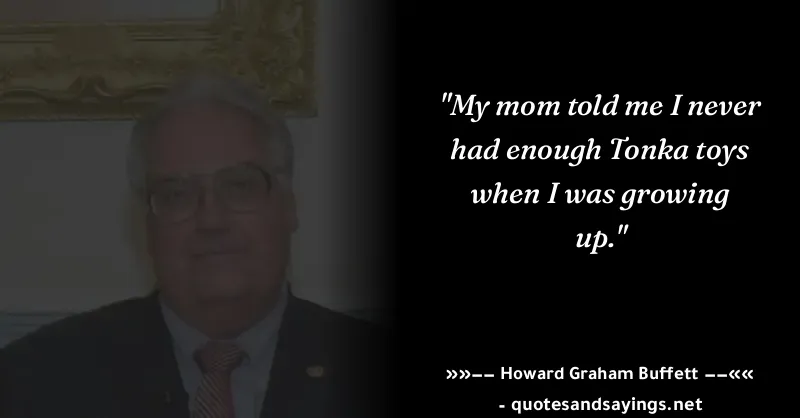 "My mom told me I never
had enough Tonka toys
when I was growing
up."
»»−− Howard Graham Buffett −−««
- quotesandsayings.net